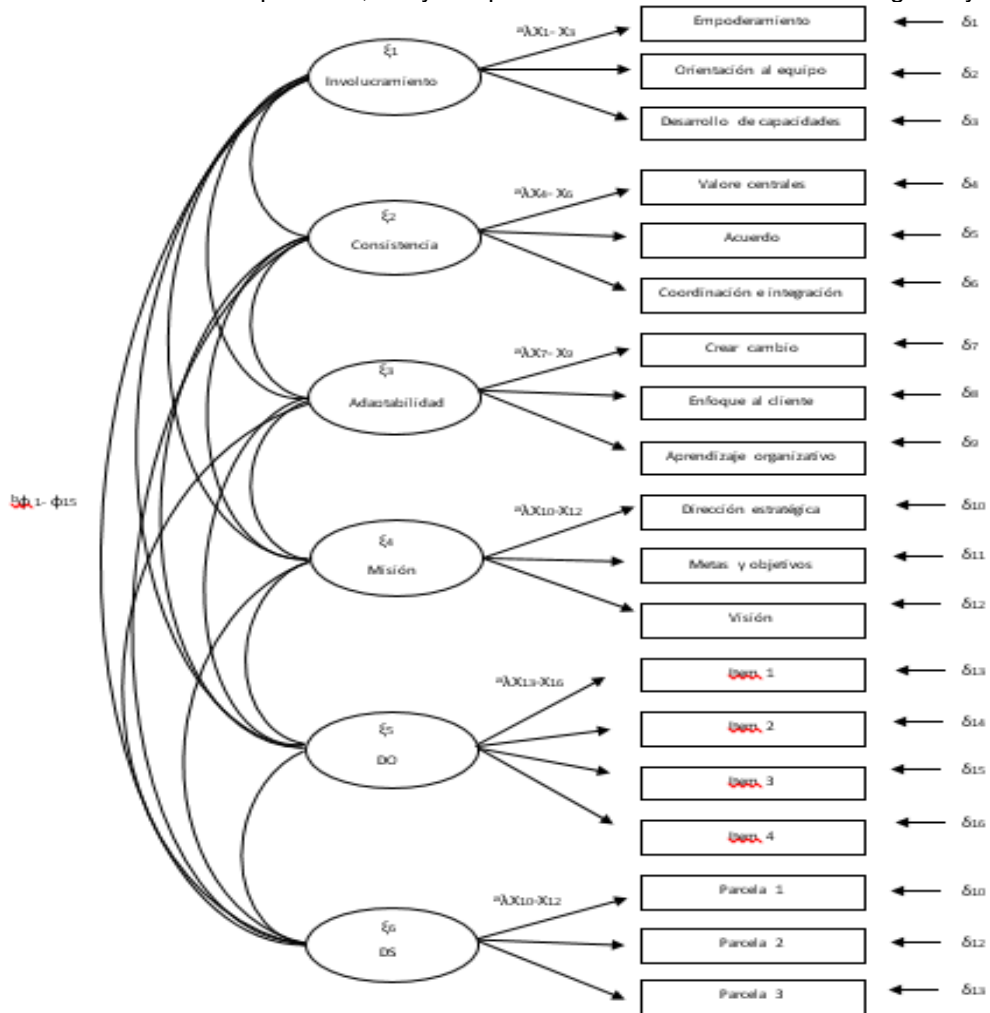 ᵃλX1- X3
Empoderamiento
δ1
ξ1
Involucramiento
Orientación al equipo
δ2
Desarrollo de capacidades
δ3
ᵃλX4- X6
Valore centrales
δ4
ξ2
Consistencia
Acuerdo
δ5
Coordinación e integración
δ6
ᵃλX7- X9
Crear cambio
δ7
ξ3
Adaptabilidad
Enfoque al cliente
δ8
Aprendizaje organizativo
δ9
ᵇφ 1- φ15
ᵃλX10-X12
Dirección estratégica
δ10
ξ4
Misión
Metas y objetivos
δ11
Visión
δ12
ᵃλX13-X16
Item 1
δ13
ξ5
DO
Item 2
δ14
Item 3
δ15
Item 4
δ16
ᵃλX10-X12
Parcela 1
δ10
ξ6
DS
Parcela 2
δ12
Parcela 3
δ13